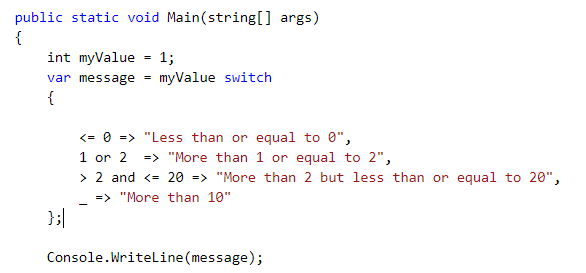 public static void Main(string[] args)
{
int myValue = 1;
var message = myValue switch
{
<= 0 => "Less than or equal to 0",
1 or 2  => "More than 1 or equal to 2",
> 2 and <= 20 => "More than 2 but less than or equal to 20",
_ => "More than 10"
};
Console.WriteLine(message);